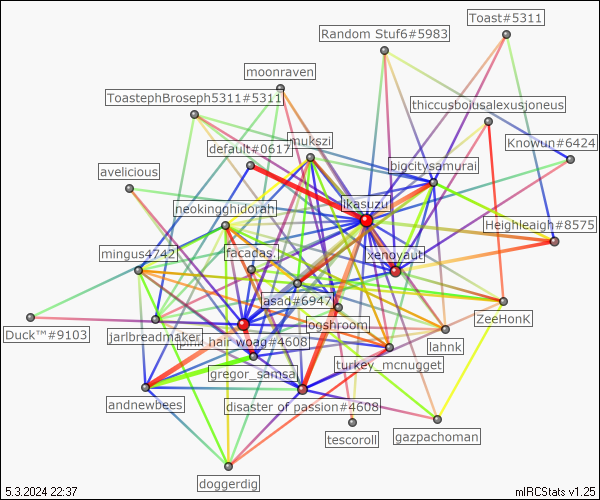 Toast#5311
Random Stuf6#5983
moonraven
ToastephBroseph5311#5311
thiccusboiusalexusjoneus
mukszi
Knowun#6424
default#0617
bigcitysamurai
avelicious
ikasuzu
neokingghidorah
Heighleaigh#8575
mingus4742
facadas.
xenoyaut
asad#6947
ZeeHonK
ogshroom
Duck™#9103
jarlbreadmaker
hair woag#4608
lahnk
turkey_mcnugget
gregor_samsa
andnewbees
disaster of passion#4608
tescoroll
gazpachoman
doggerdig
5.3.2024 22:37
mIRCStats v1.25